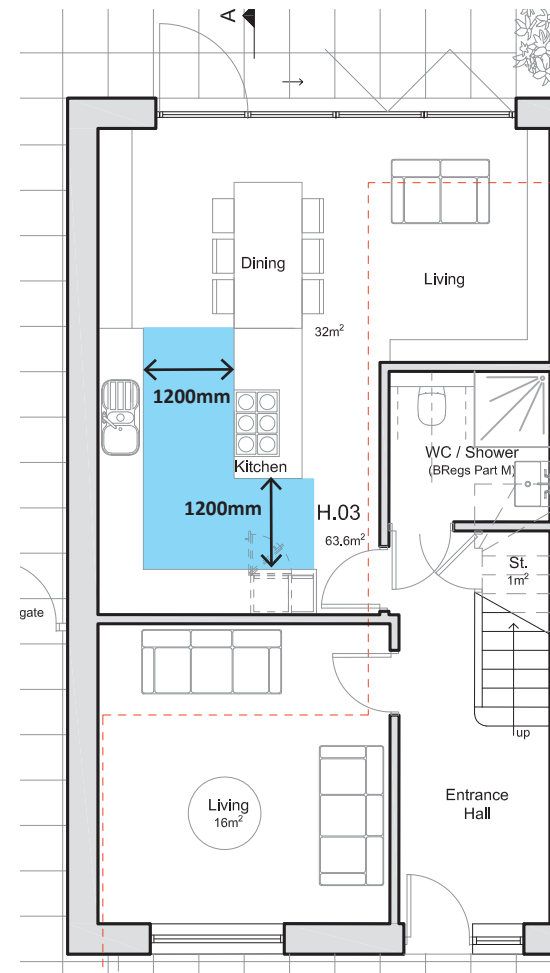 A
Dining
Living
32m²
1200mm
Kitchen
WC / Shower
(BRegs Part M)
1200mm
H.03
63.6m²
St.
1m²
gate
up
Living
16m²
Entrance
Hall